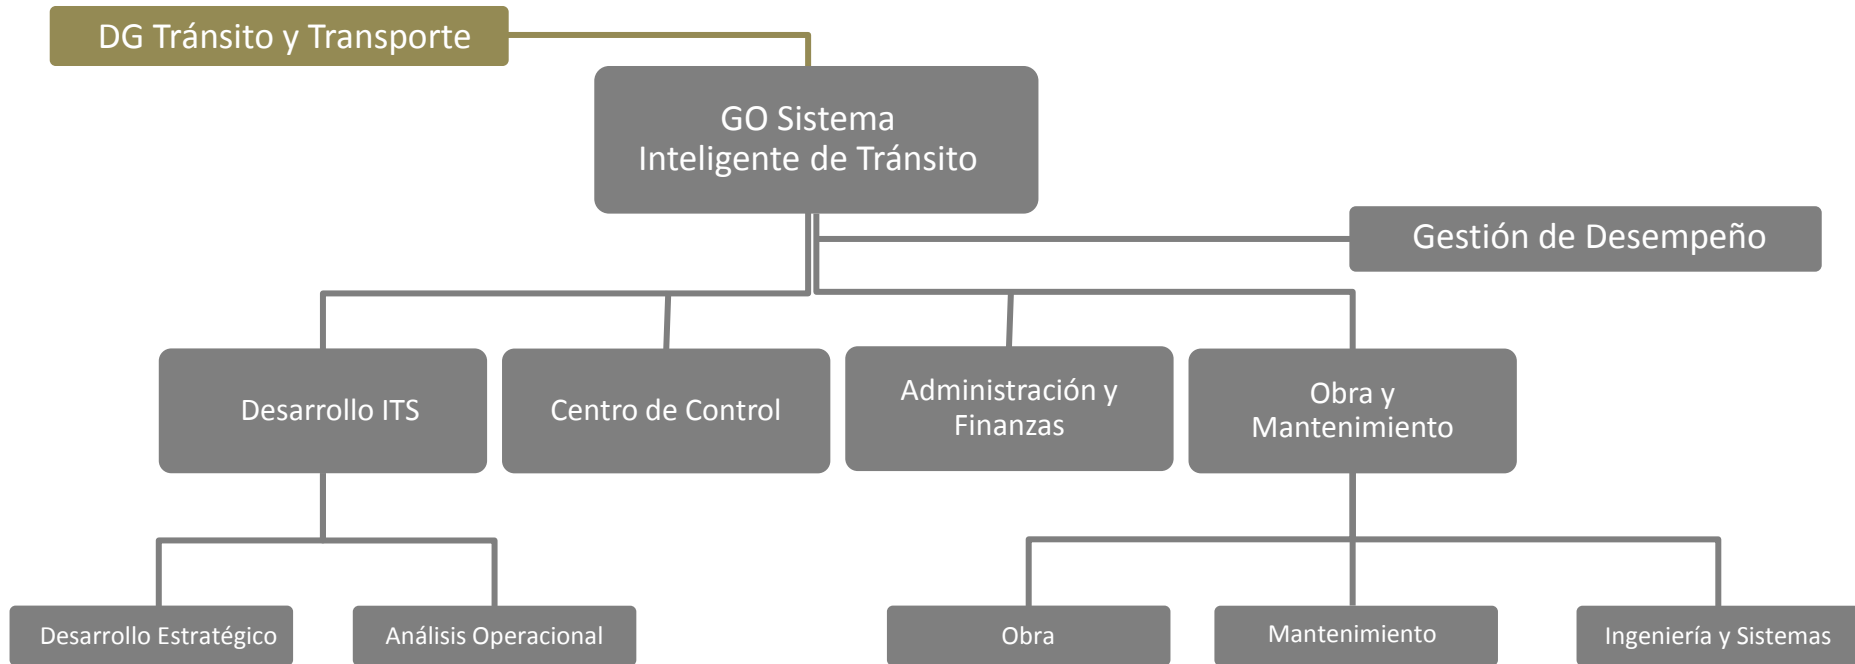 DG Tránsito y Transporte
GO Sistema
Inteligente de Tránsito
Gestión de Desempeño
Desarrollo ITS
Centro de Control
Administración y
Finanzas
Obra y
Mantenimiento
Desarrollo Estratégico
Análisis Operacional
Obra
Mantenimiento
Ingeniería y Sistemas